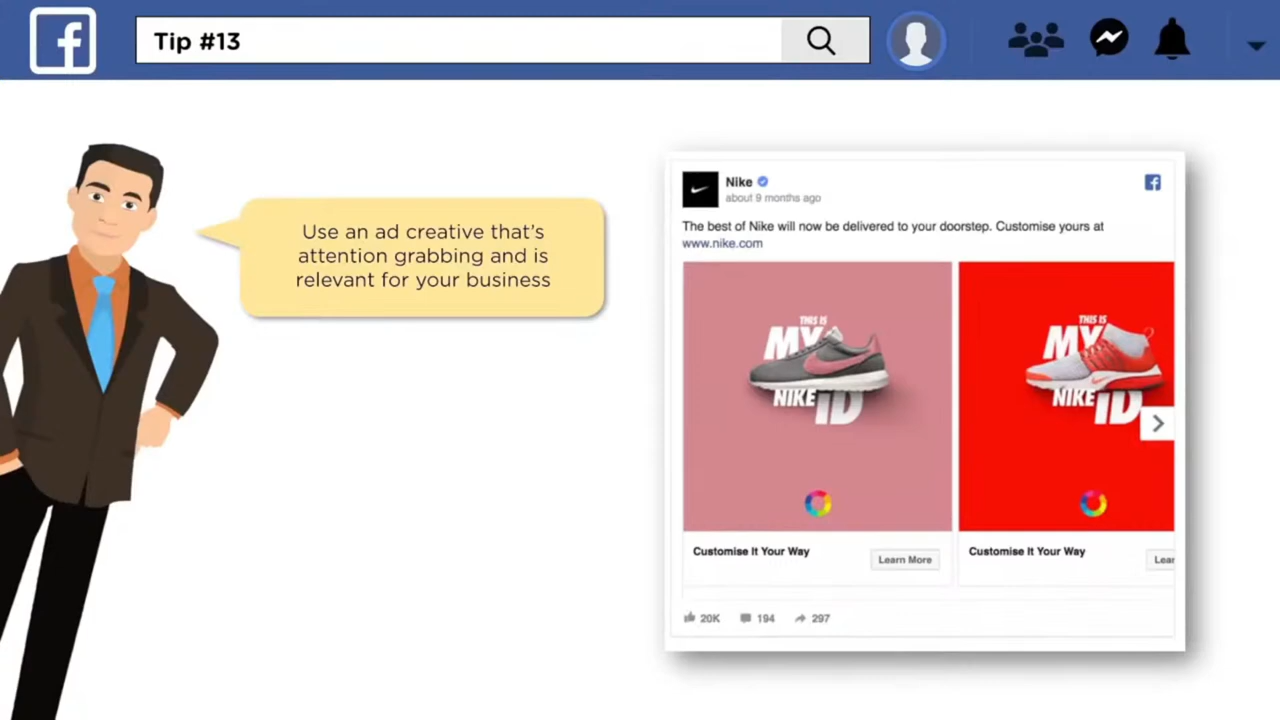 Tip #13
Use an ad creative that's
attention grabbing and is
relevant for your business
Nike
about 9 months ago
The best of Nike will now be delivered to your doorstep. Customise yours at
www.nike.com
THIS IS
MY
NIKE
ID
THIS IS
MY
NIKE
ID
Customise It Your Way
Learn More
Customise It Your Way
Lear
20K
194
297